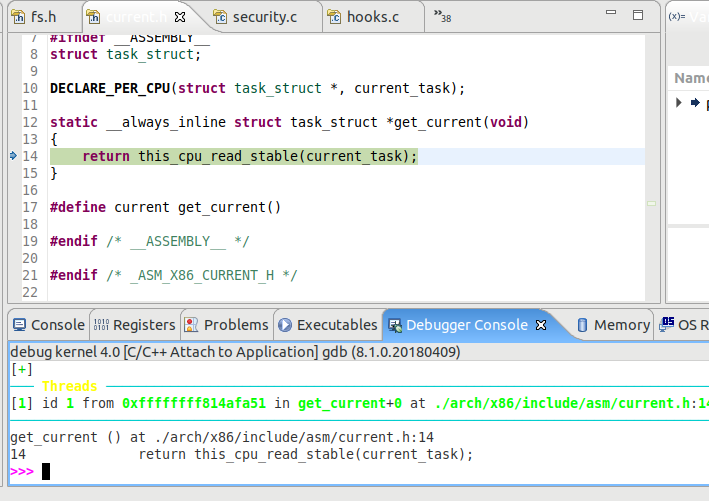 fs.h
current.h
security.c
hooks.c
»38
(x)= Va
7 #ifndef __ASSEMBLY__
8 struct task_struct;
9
10 DECLARE_PER_CPU(struct task_struct *, current_task);
11
12 static __always_inline struct task_struct *get_current(void)
13 {
14     return this_cpu_read_stable(current_task);
15 }
16
17 #define current get_current()
18
19 #endif /* __ASSEMBLY__ */
20
21 #endif /* _ASM_X86_CURRENT_H */
22
Name
Console
1010 0101 Registers
Problems
Executables
Debugger Console
Memory
OS OS R
debug kernel 4.0 [C/C++ Attach to Application] gdb (8.1.0.20180409)
[+]
Threads
[1] id 1 from 0xffffffff814afa51 in get_current+0 at ./arch/x86/include/asm/current.h:14
get_current () at ./arch/x86/include/asm/current.h:14
14              return this_cpu_read_stable(current_task);
>>>